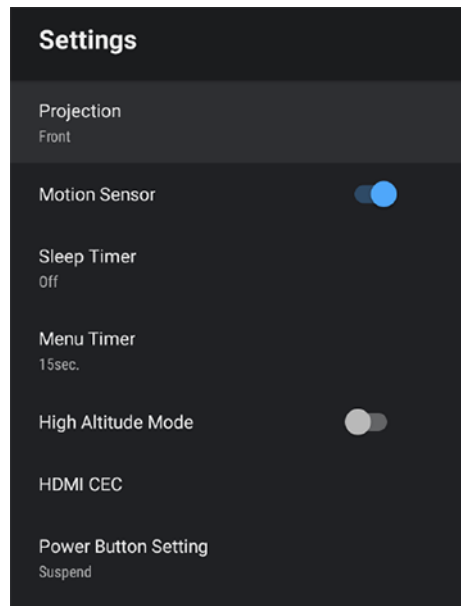 Settings
Projection
Front
Motion Sensor
Sleep Timer
Off
Menu Timer
15sec.
High Altitude Mode
HDMI CEC
Power Button Setting
Suspend